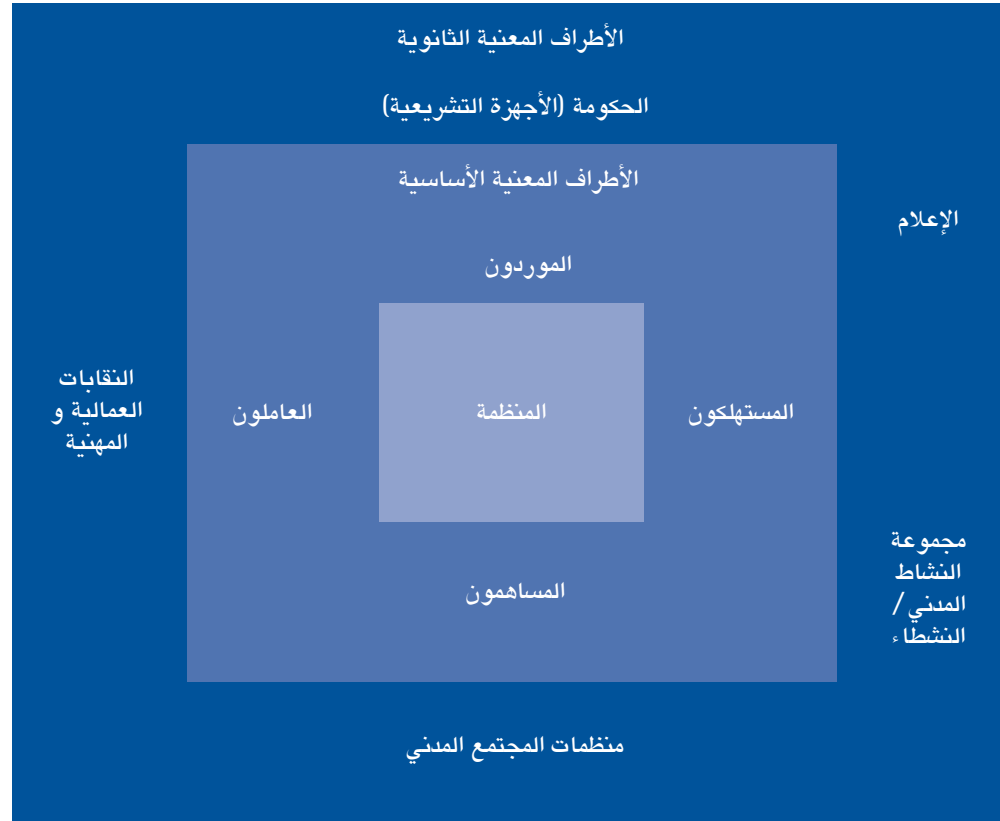 الأطراف المعنية الثانوية
الحكومة (الأجهزة التشريعية)
الأطراف المعنية الأساسية
الإعلام
الموردون
المستهلكون
المنظمة
العاملون
النقابات
العمالية و
المهنية
المساهمون
مجموعة
النشاط
المدني /
النشطاء
منظمات المجتمع المدني